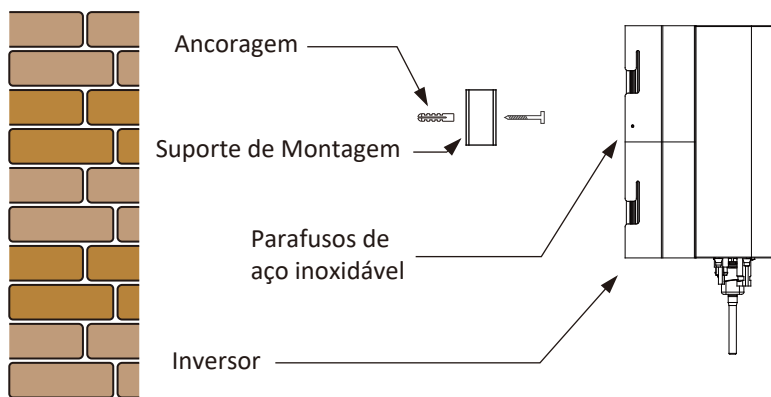 Ancoragem
Suporte de Montagem
Parafusos de
aço inoxidável
Inversor